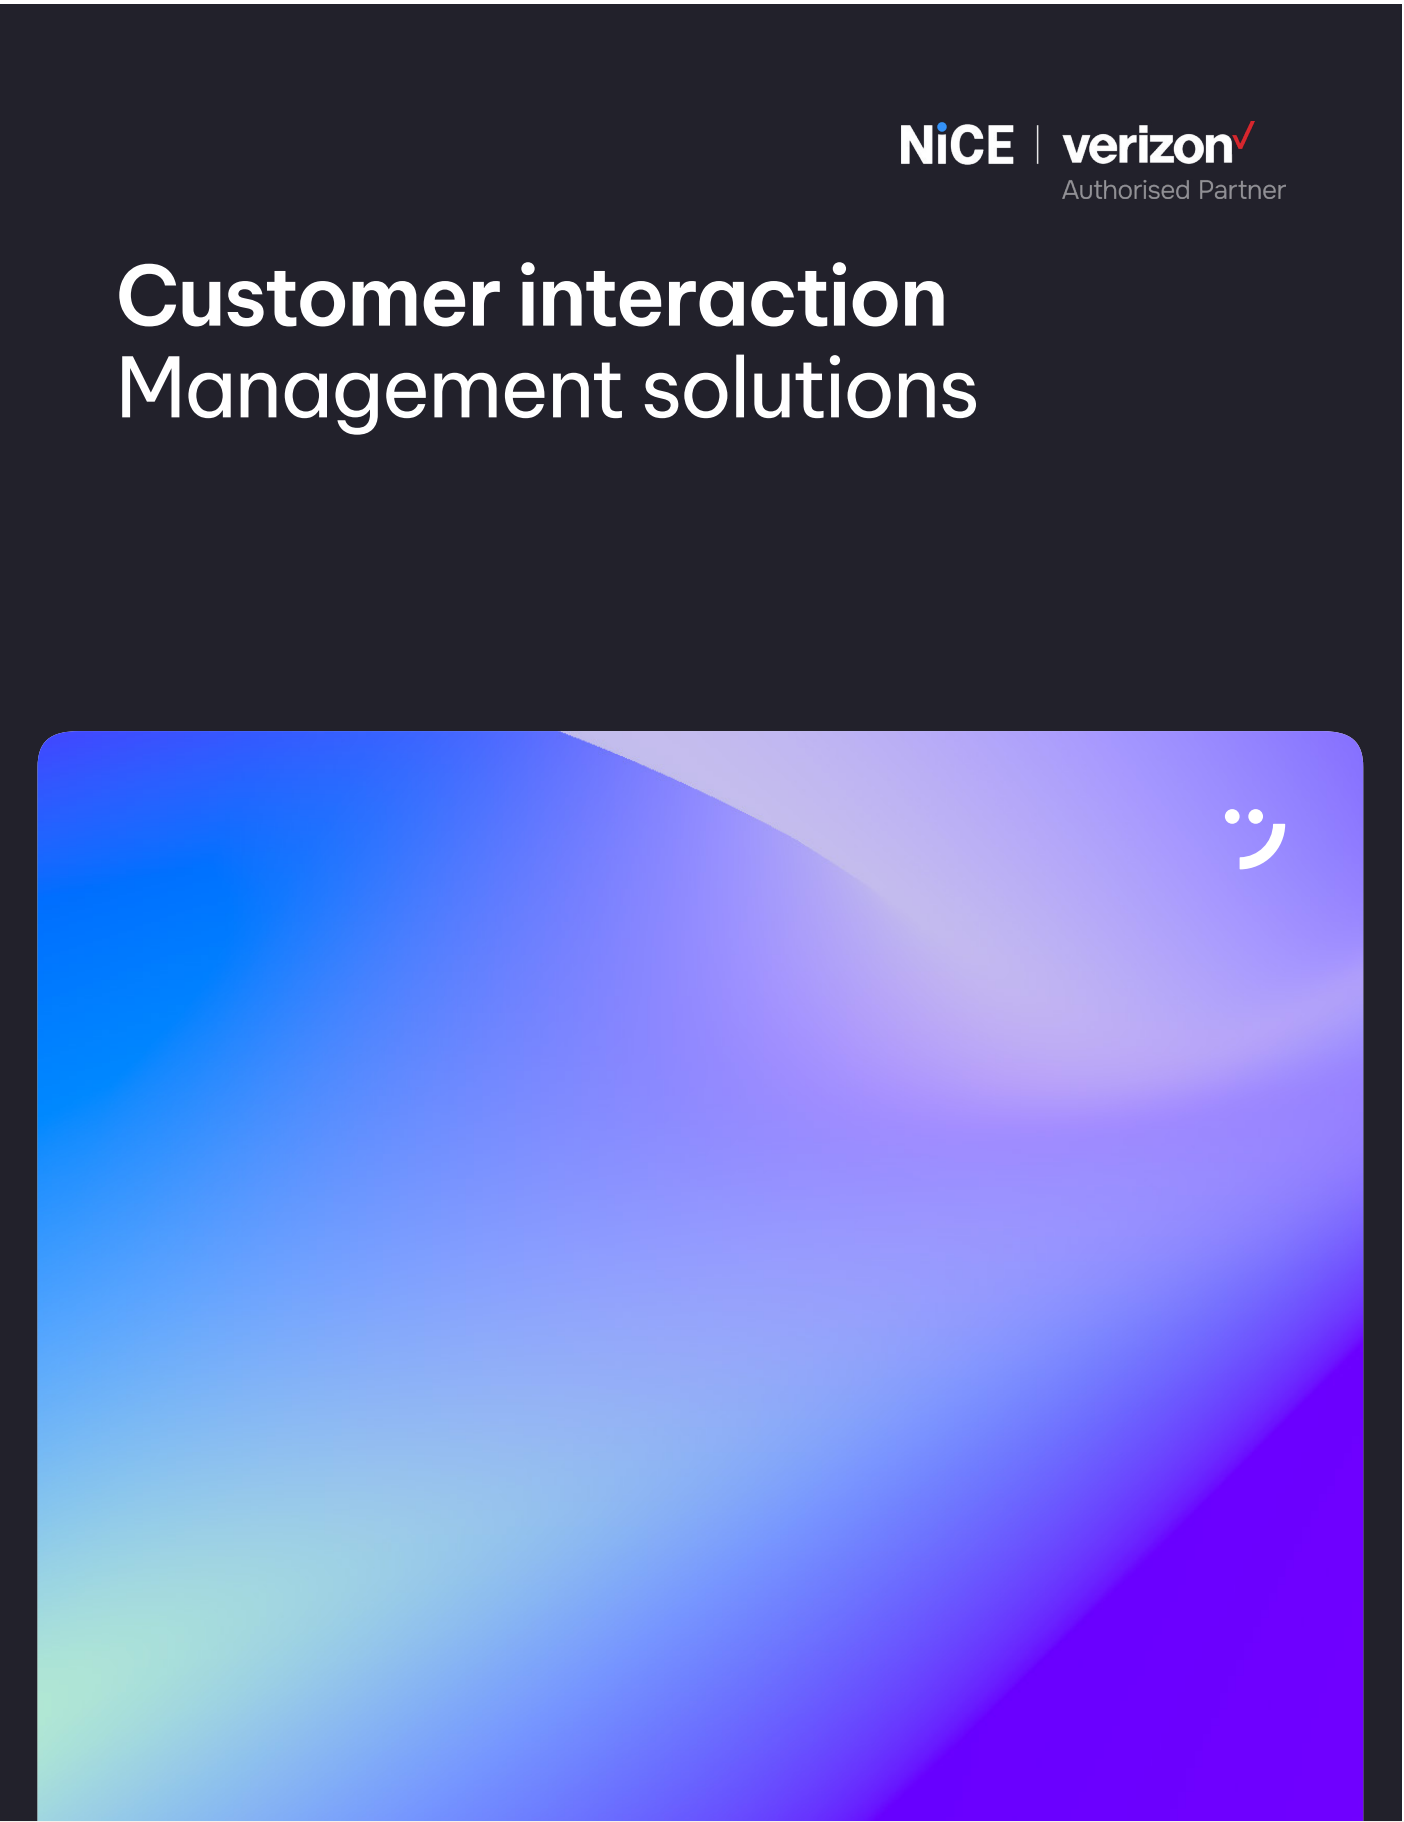 NiCE | verizon✓
Authorised Partner
Customer interaction
Management solutions